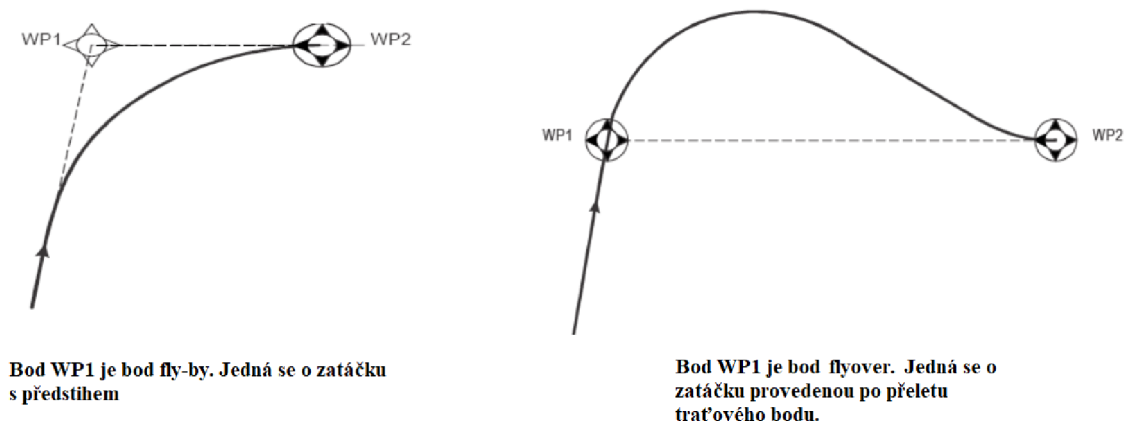 WP1
WP2
WP1
WP2
Bod WP1 je bod fly-by. Jedná se o zatáčku
s předstihem
Bod WP1 je bod flyover. Jedná se o
zatáčku provedenou po přeletu
traťového bodu.